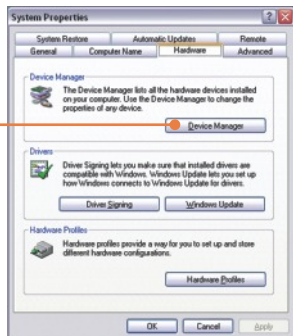 System Properties
System Restore Automatic Updates Remote
General Computer Name Hardware Advanced
Device Manager
The Device Manager lists all the hardware devices installed
on your computer. Use the Device Manager to change the
properties of any device.
Device Manager
Drivers
Driver Signing lets you make sure that installed drivers are
compatible with Windows. Windows Update lets you set up
how Windows connects to Windows Update for drivers.
Driver Signing Windows Update
Hardware Profiles
Hardware profiles provide a way for you to set up and store
different hardware configurations.
Hardware Profiles
OK Cancel Apply